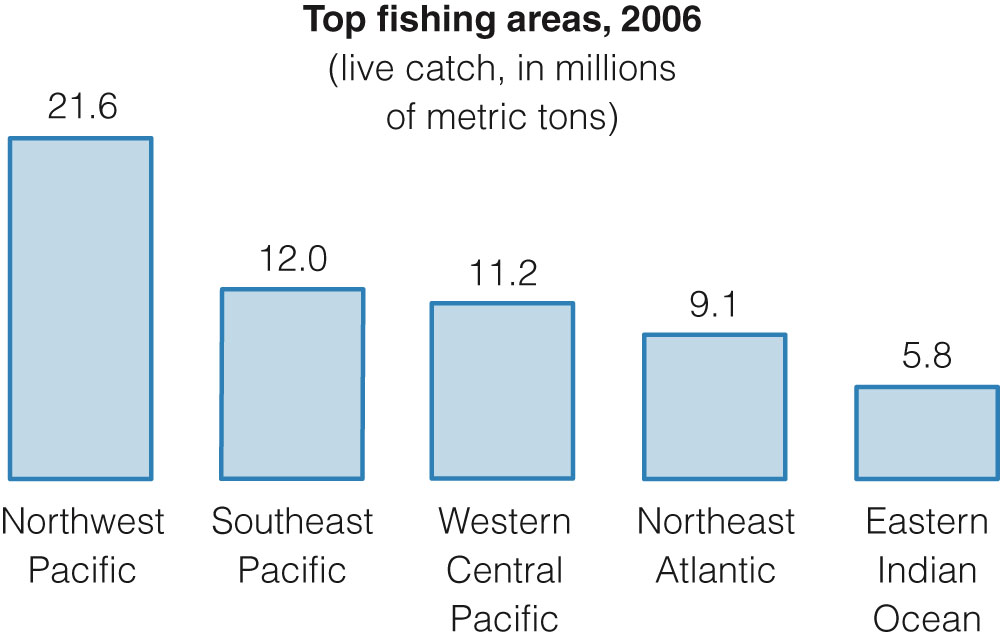 Top fishing areas, 2006
(live catch, in millions
of metric tons)
21.6
12.0
11.2
9.1
5.8
Northwest
Pacific
Southeast
Pacific
Western
Central
Pacific
Northeast
Atlantic
Eastern
Indian
Ocean